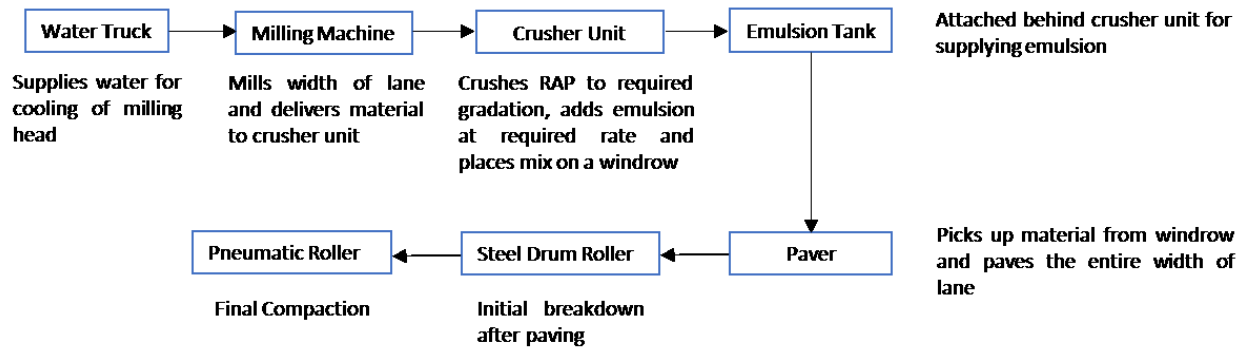 Water Truck
Milling Machine
Crusher Unit
Emulsion Tank
Attached behind crusher unit for
supplying emulsion
Supplies water for
cooling of milling
head
Mills width of lane
and delivers material
to crusher unit
Crushes RAP to required
gradation, adds emulsion
at required rate and
places mix on a windrow
Pneumatic Roller
Steel Drum Roller
Paver
Picks up material from windrow
and paves the entire width of
lane
Final Compaction
Initial breakdown
after paving